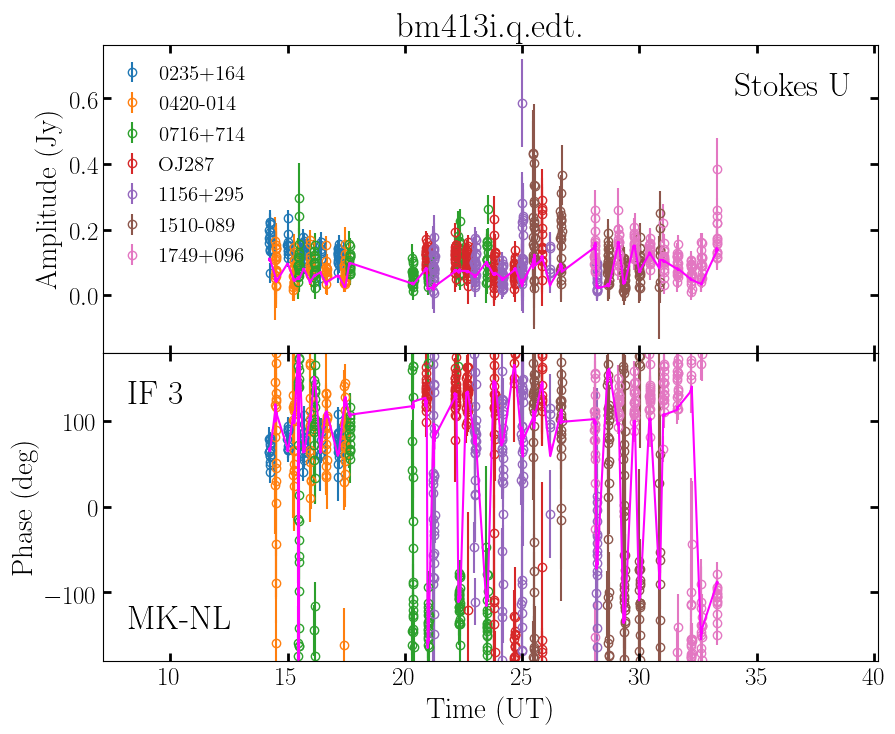 bm413i.q.edt.
Amplitude (Jy)
0.6
0.4
0.2
0.0
0235+164
0420-014
0716+714
OJ287
1156+295
1510-089
1749+096
Stokes U
Phase (deg)
100
0
−100
IF 3
MK-NL
10 15 20 25 30 35 40
Time (UT)